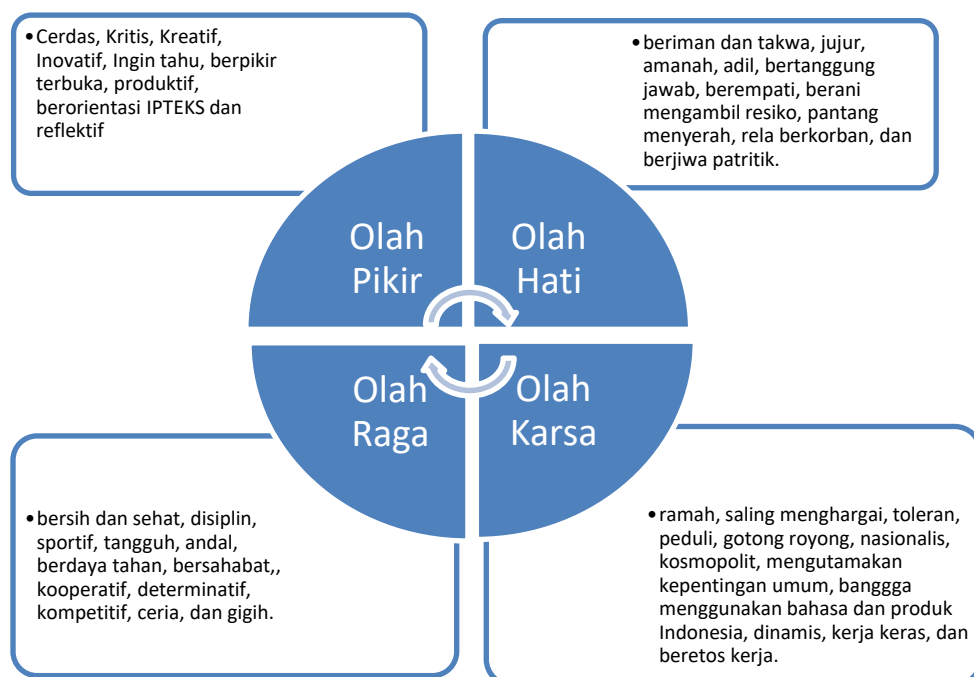 •Cerdas, Kritis, Kreatif,
Inovatif, Ingin tahu, berpikir
terbuka, produktif,
berorientasi IPTEKS dan
reflektif
•beriman dan takwa, jujur,
amanah, adil, bertanggung
jawab, berempati, berani
mengambil resiko, pantang
menyerah, rela berkorban, dan
berjiwa patritik.
Olah
Pikir
Olah
Hati
Olah
Raga
Olah
Karsa
•bersih dan sehat, disiplin,
sportif, tangguh, andal,
berdaya tahan, bersahabat,,
kooperatif, determinatif,
kompetitif, ceria, dan gigih.
•ramah, saling menghargai, toleran,
peduli, gotong royong, nasionalis,
kosmopolit, mengutamakan
kepentingan umum, banggga
menggunakan bahasa dan produk
Indonesia, dinamis, kerja keras, dan
beretos kerja.